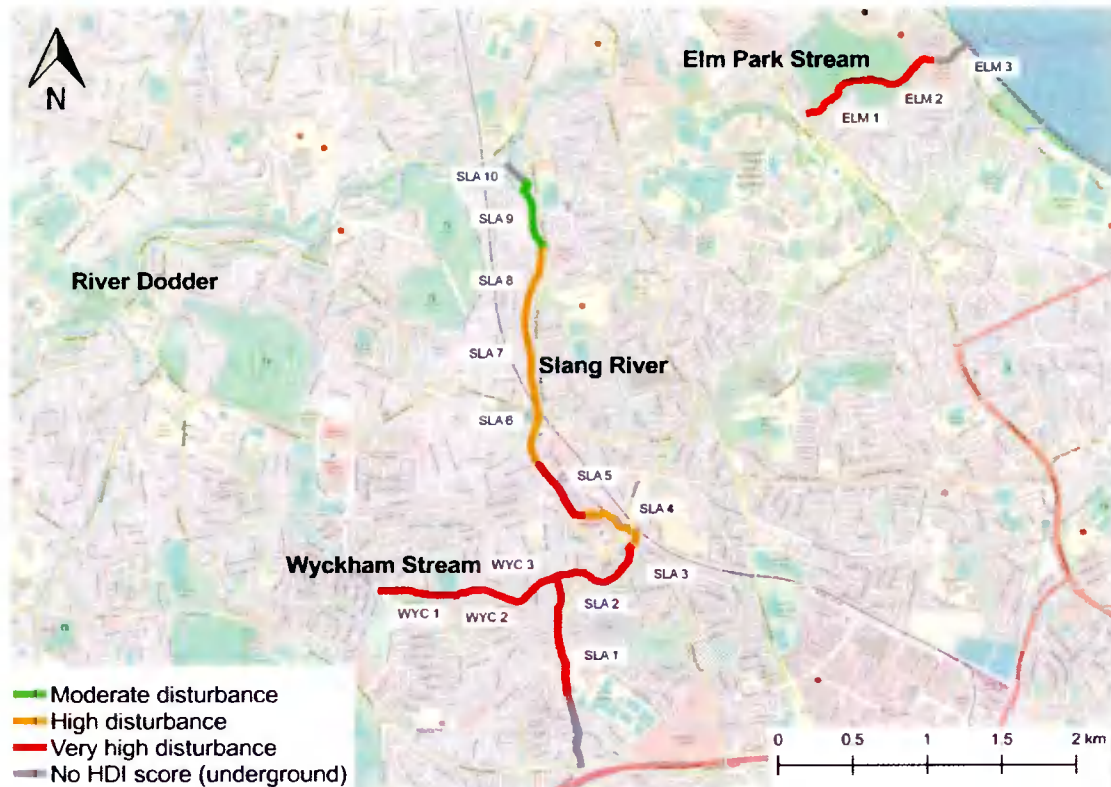 N
Elm Park Stream
ELM 3
ELM 2
ELM 1
SLA 10
SLA 9
River Dodder
SLA 8
SLA 7
Slang River
SLA 6
SLA 5
SLA 4
Wyckham Stream
WYC 3
SLA 3
WYC 1
WYC 2
SLA 2
SLA 1
Moderate disturbance
High disturbance
Very high disturbance
No HDI score (underground)
0 0.5 1 1.5 2 km